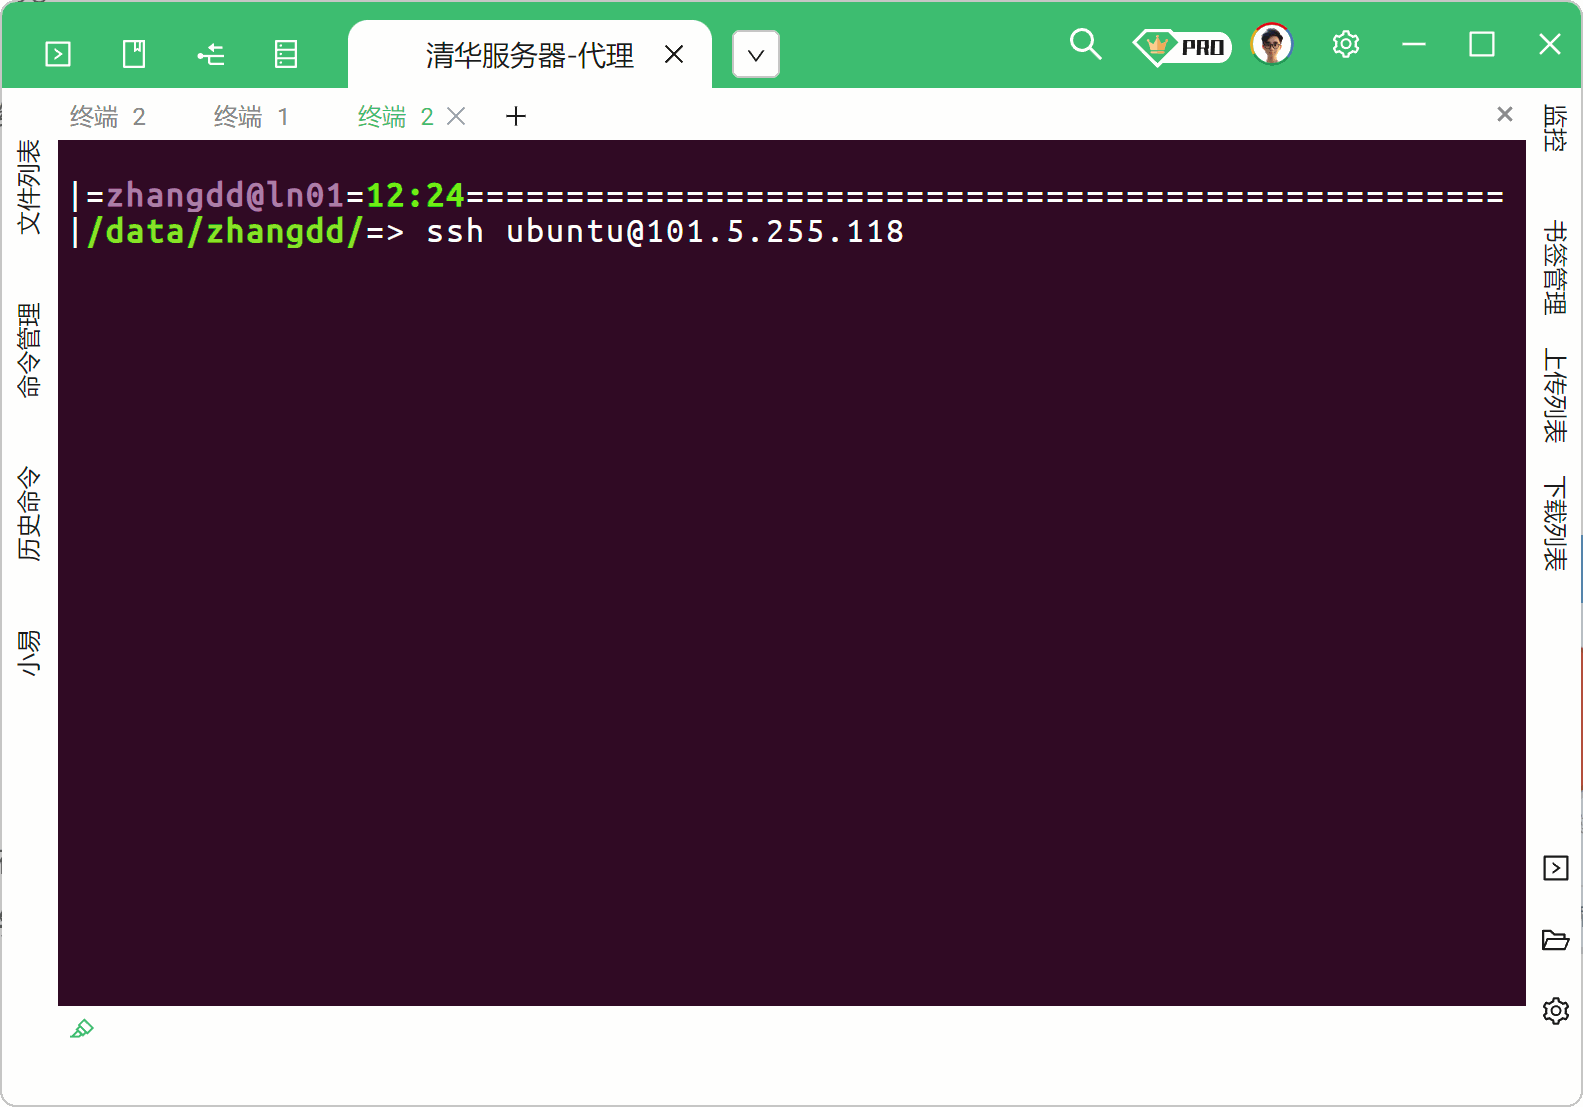 清华服务器-代理
PRO
终端 2 终端 1 终端 2
文件列表
命令管理
历史命令
小易
|=zhangdd@ln01=12:24====================================================
|/data/zhangdd/=> ssh ubuntu@101.5.255.118
监控
书签管理
上传列表
下载列表